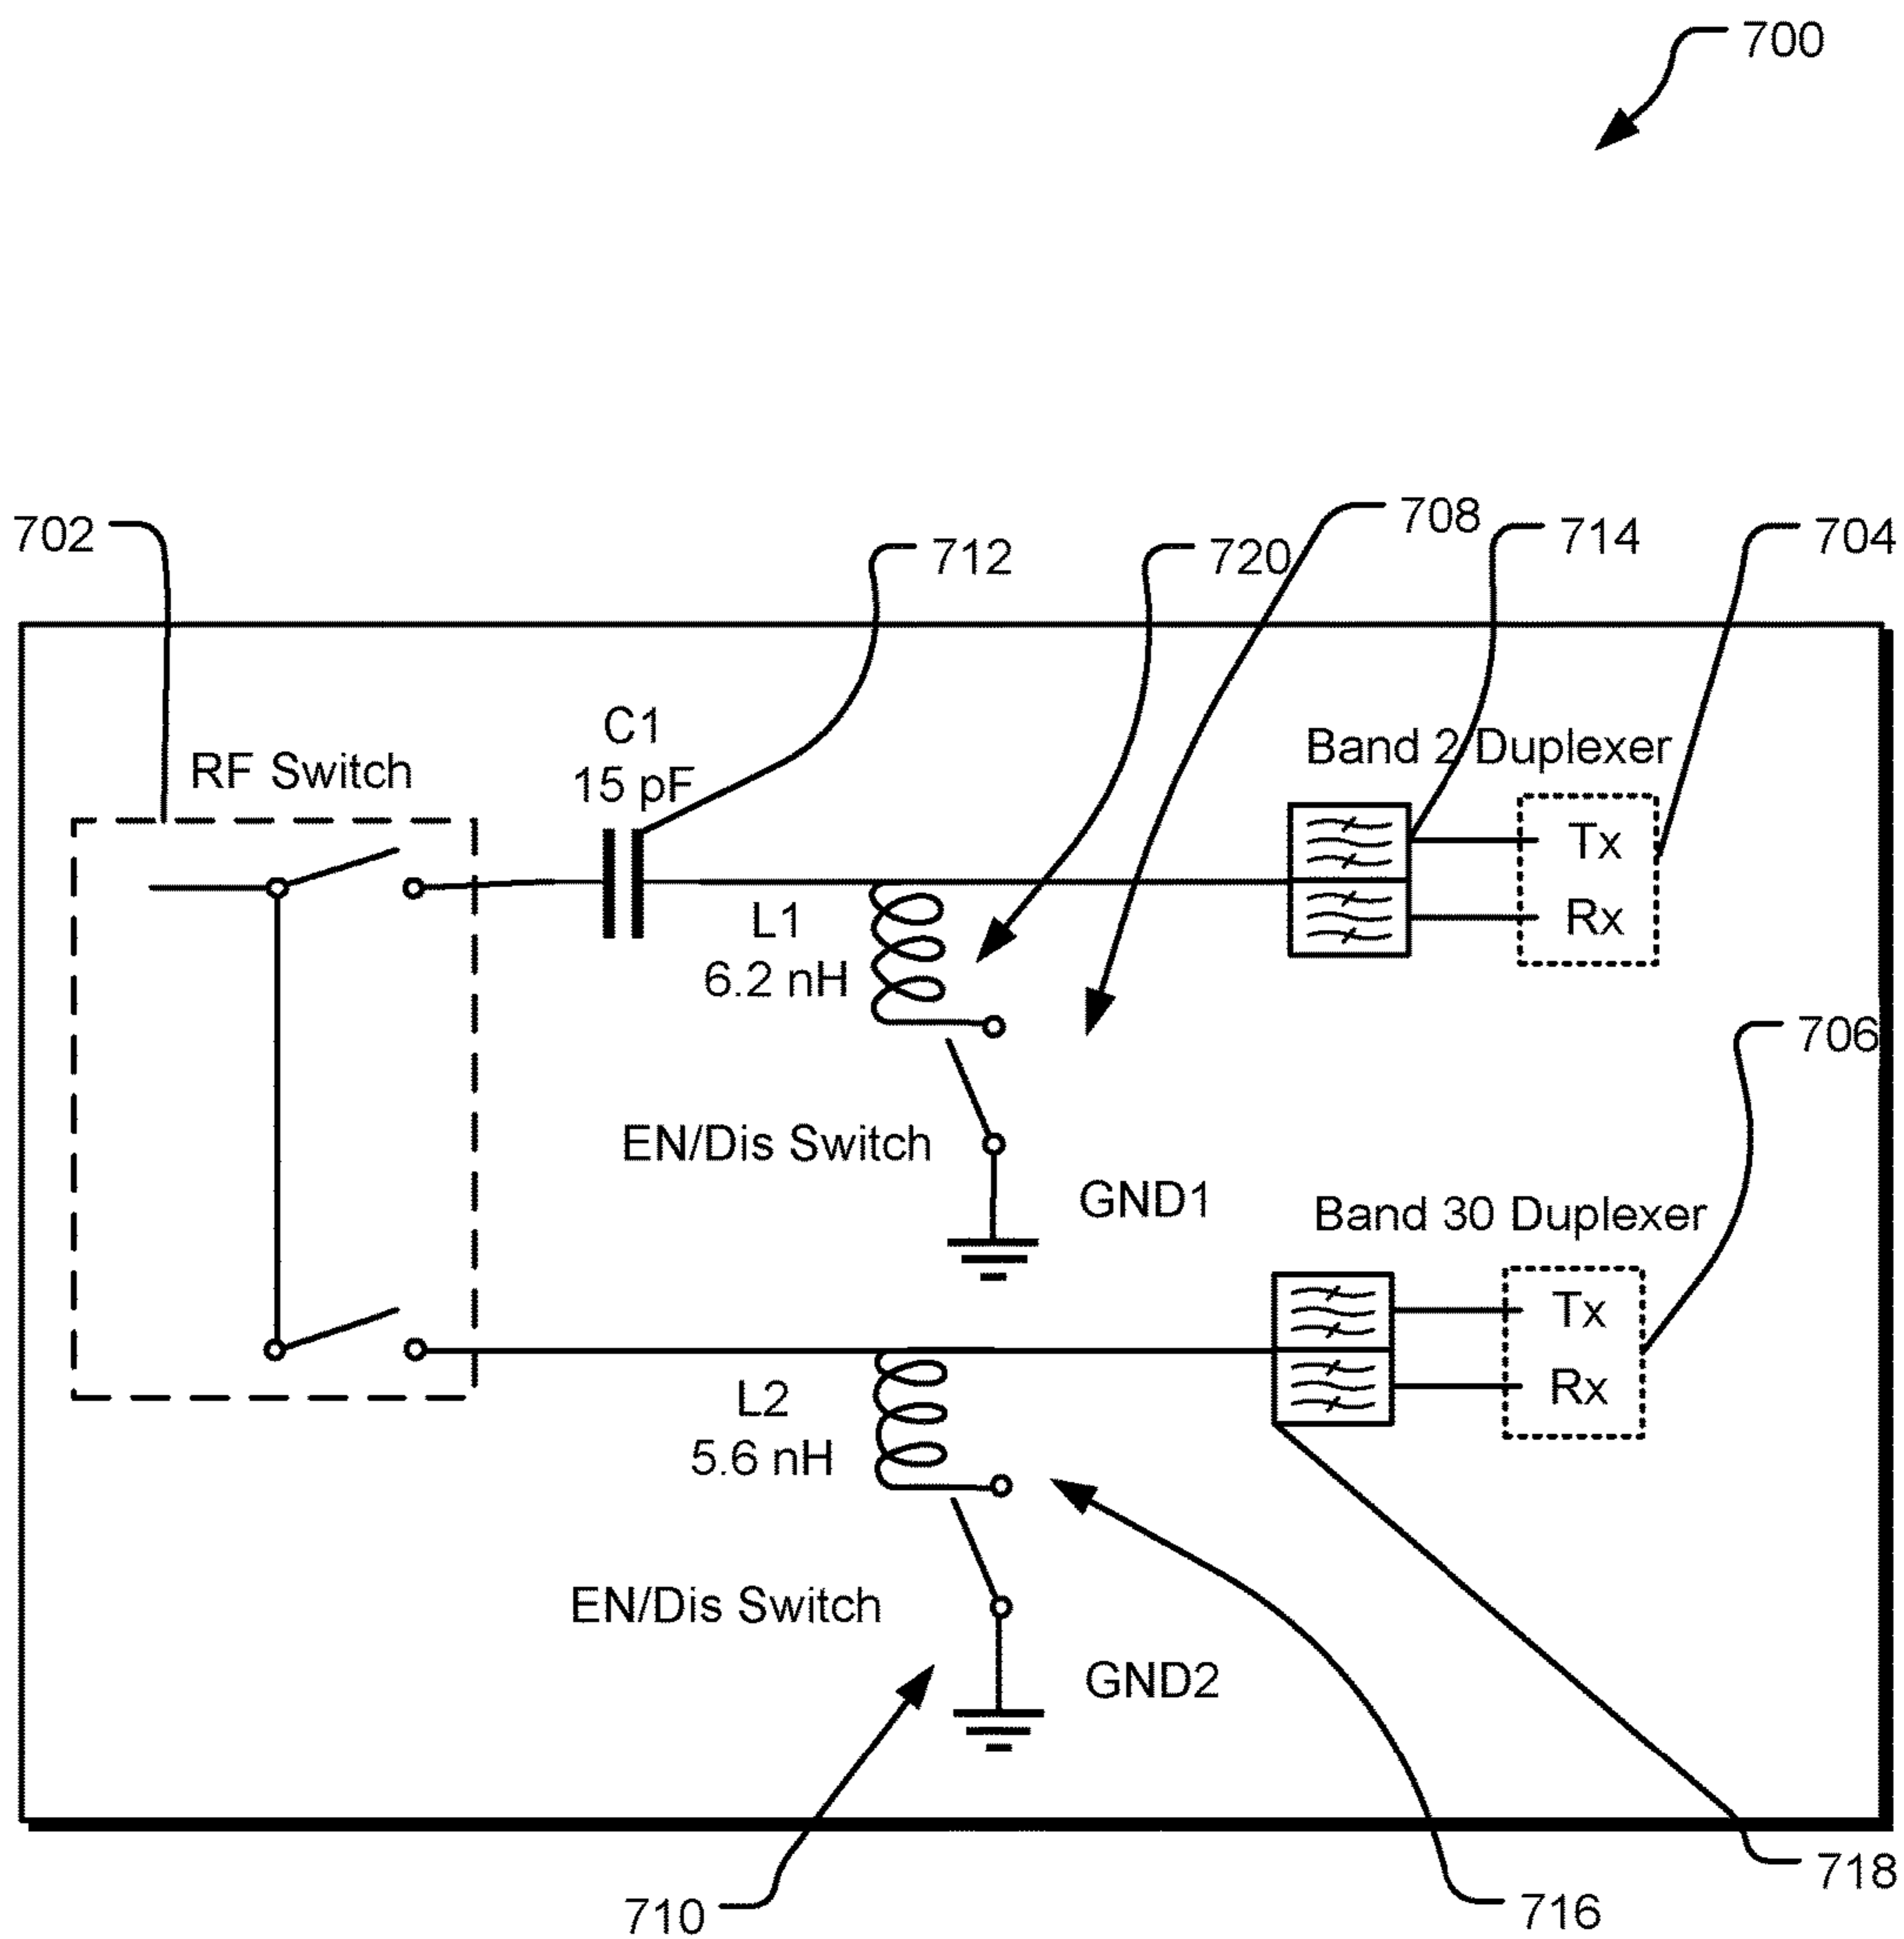 700
702
712
720
708
714
704
C1
15 pF
RF Switch
Band 2 Duplexer
Tx
Rx
L1
6.2 nH
706
EN/Dis Switch
GND1
Band 30 Duplexer
Tx
Rx
L2
5.6 nH
EN/Dis Switch
GND2
710
716
718